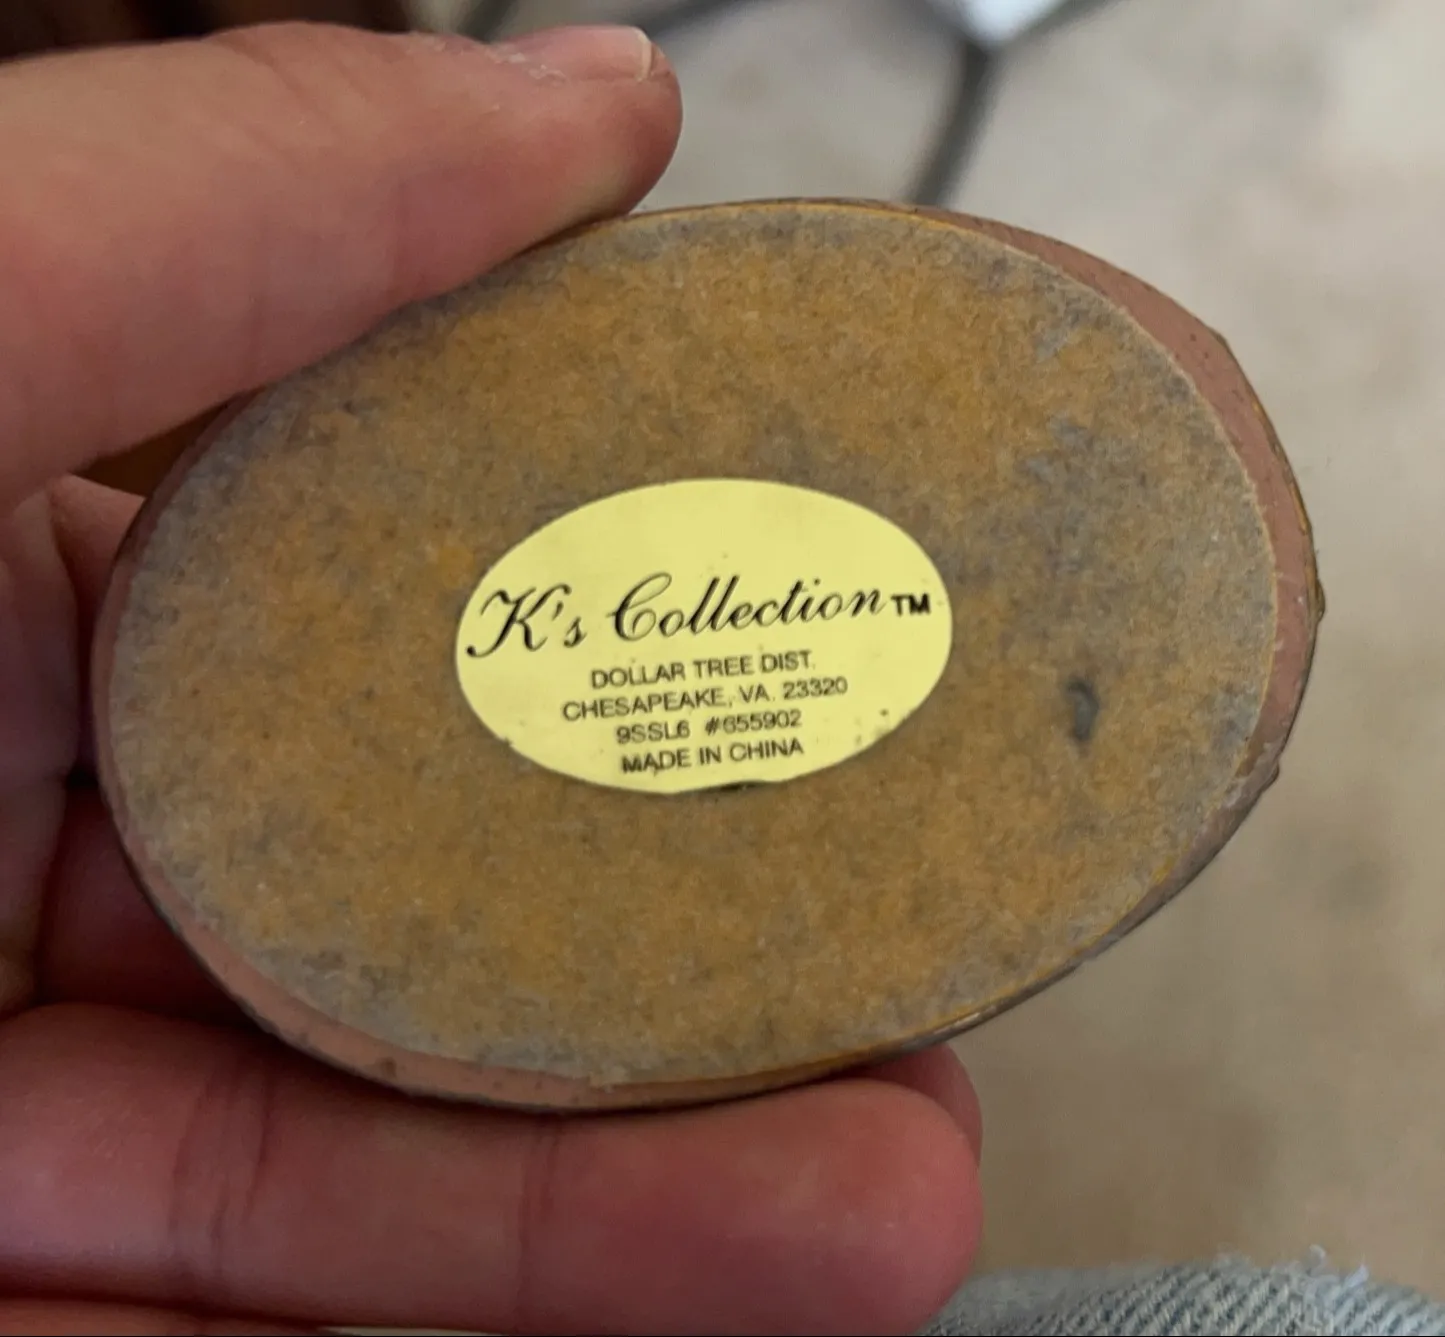 K's Collection™
DOLLAR TREE DIST.
CHESAPEAKE, VA. 23320
9SSL6 #655902
MADE IN CHINA